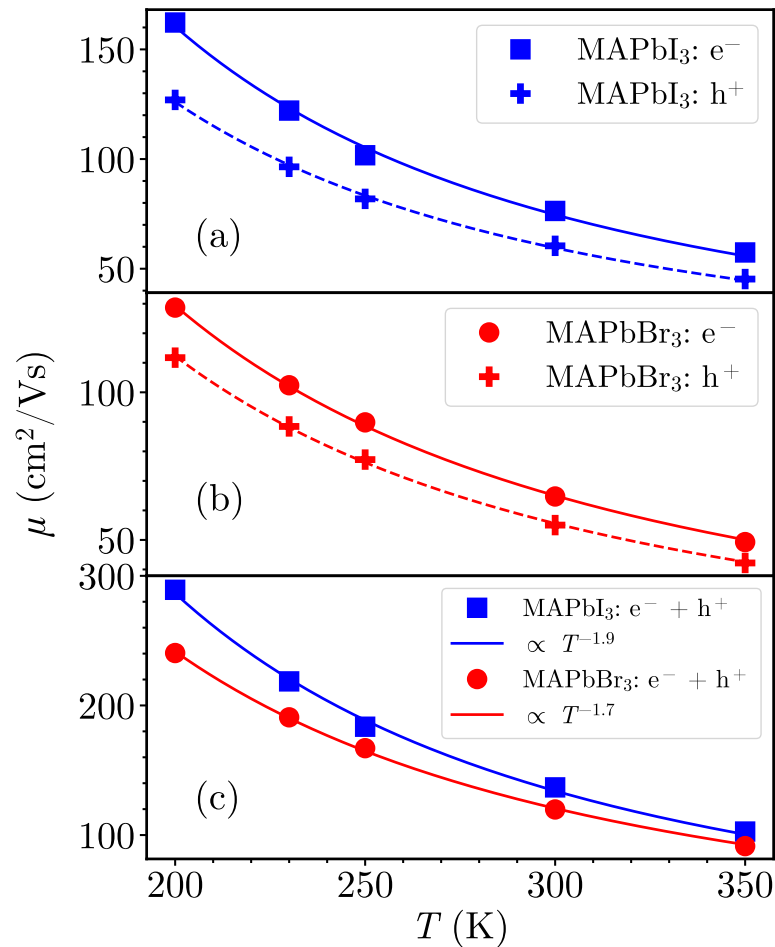 150
100
50
MAPbI₃: e⁻
MAPbI₃: h⁺
(a)
100
50
MAPbBr₃: e⁻
MAPbBr₃: h⁺
(b)
μ (cm²/Vs)
300
200
100
MAPbI₃: e⁻ + h⁺
∝ T⁻¹·⁹
MAPbBr₃: e⁻ + h⁺
∝ T⁻¹·⁷
(c)
200 250 300 350
T (K)